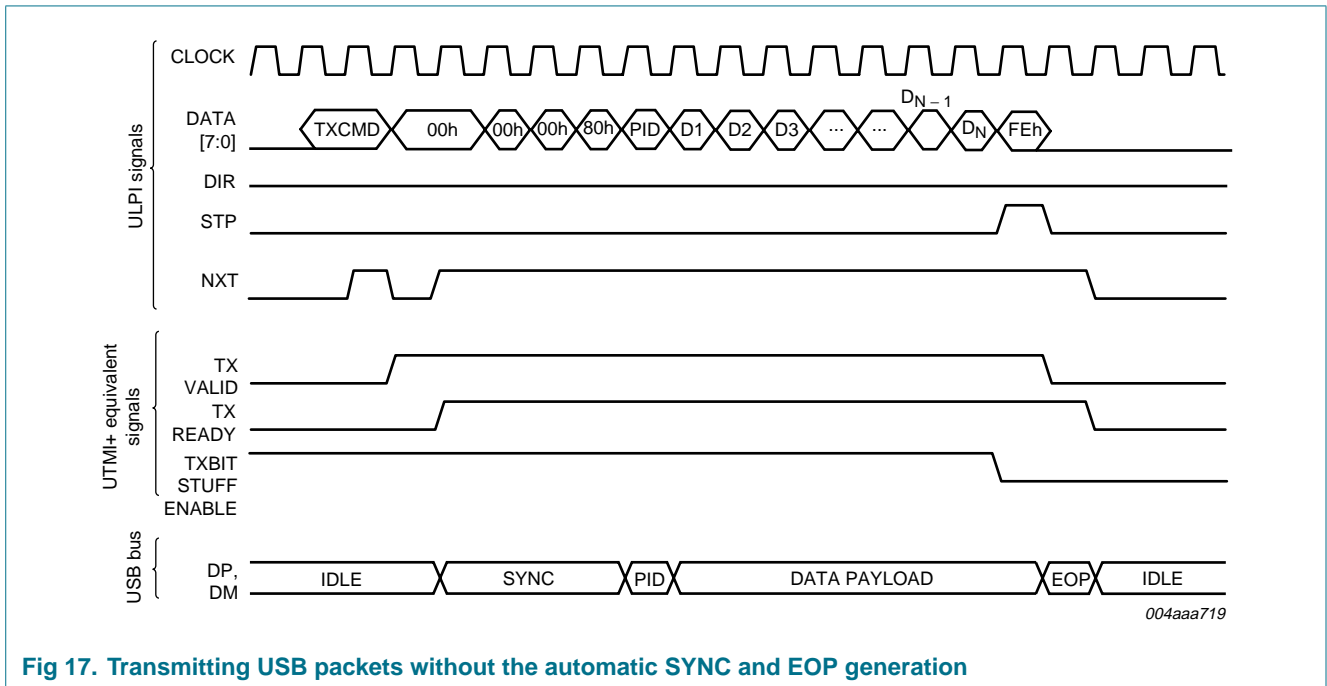 ULPI signals
CLOCK
DATA
[7:0]
TXCMD 00h 00h 00h 80h PID D1 D2 D3 ... ... DN – 1 DN FEh
DIR
STP
NXT
UTMI+ equivalent
signals
TX
VALID
TX
READY
TXBIT
STUFF
ENABLE
USB bus
DP,
DM
IDLE SYNC PID DATA PAYLOAD EOP IDLE
004aaa719
Fig 17. Transmitting USB packets without the automatic SYNC and EOP generation